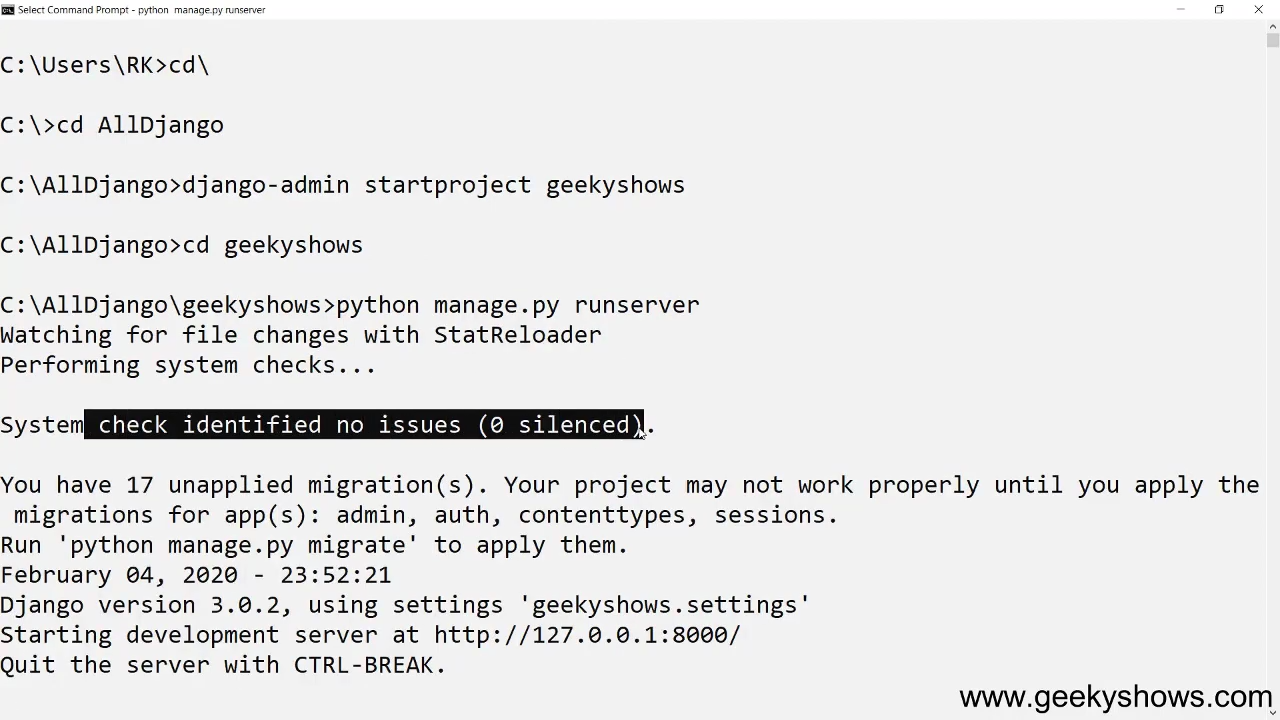 Select Command Prompt - python  manage.py runserver
C:\Users\RK>cd\
C:\>cd AllDjango
C:\AllDjango>django-admin startproject geekyshows
C:\AllDjango>cd geekyshows
C:\AllDjango\geekyshows>python manage.py runserver
Watching for file changes with StatReloader
Performing system checks...
System check identified no issues (0 silenced).
You have 17 unapplied migration(s). Your project may not work properly until you apply the
 migrations for app(s): admin, auth, contenttypes, sessions.
Run 'python manage.py migrate' to apply them.
February 04, 2020 - 23:52:21
Django version 3.0.2, using settings 'geekyshows.settings'
Starting development server at http://127.0.0.1:8000/
Quit the server with CTRL-BREAK.
www.geekyshows.com